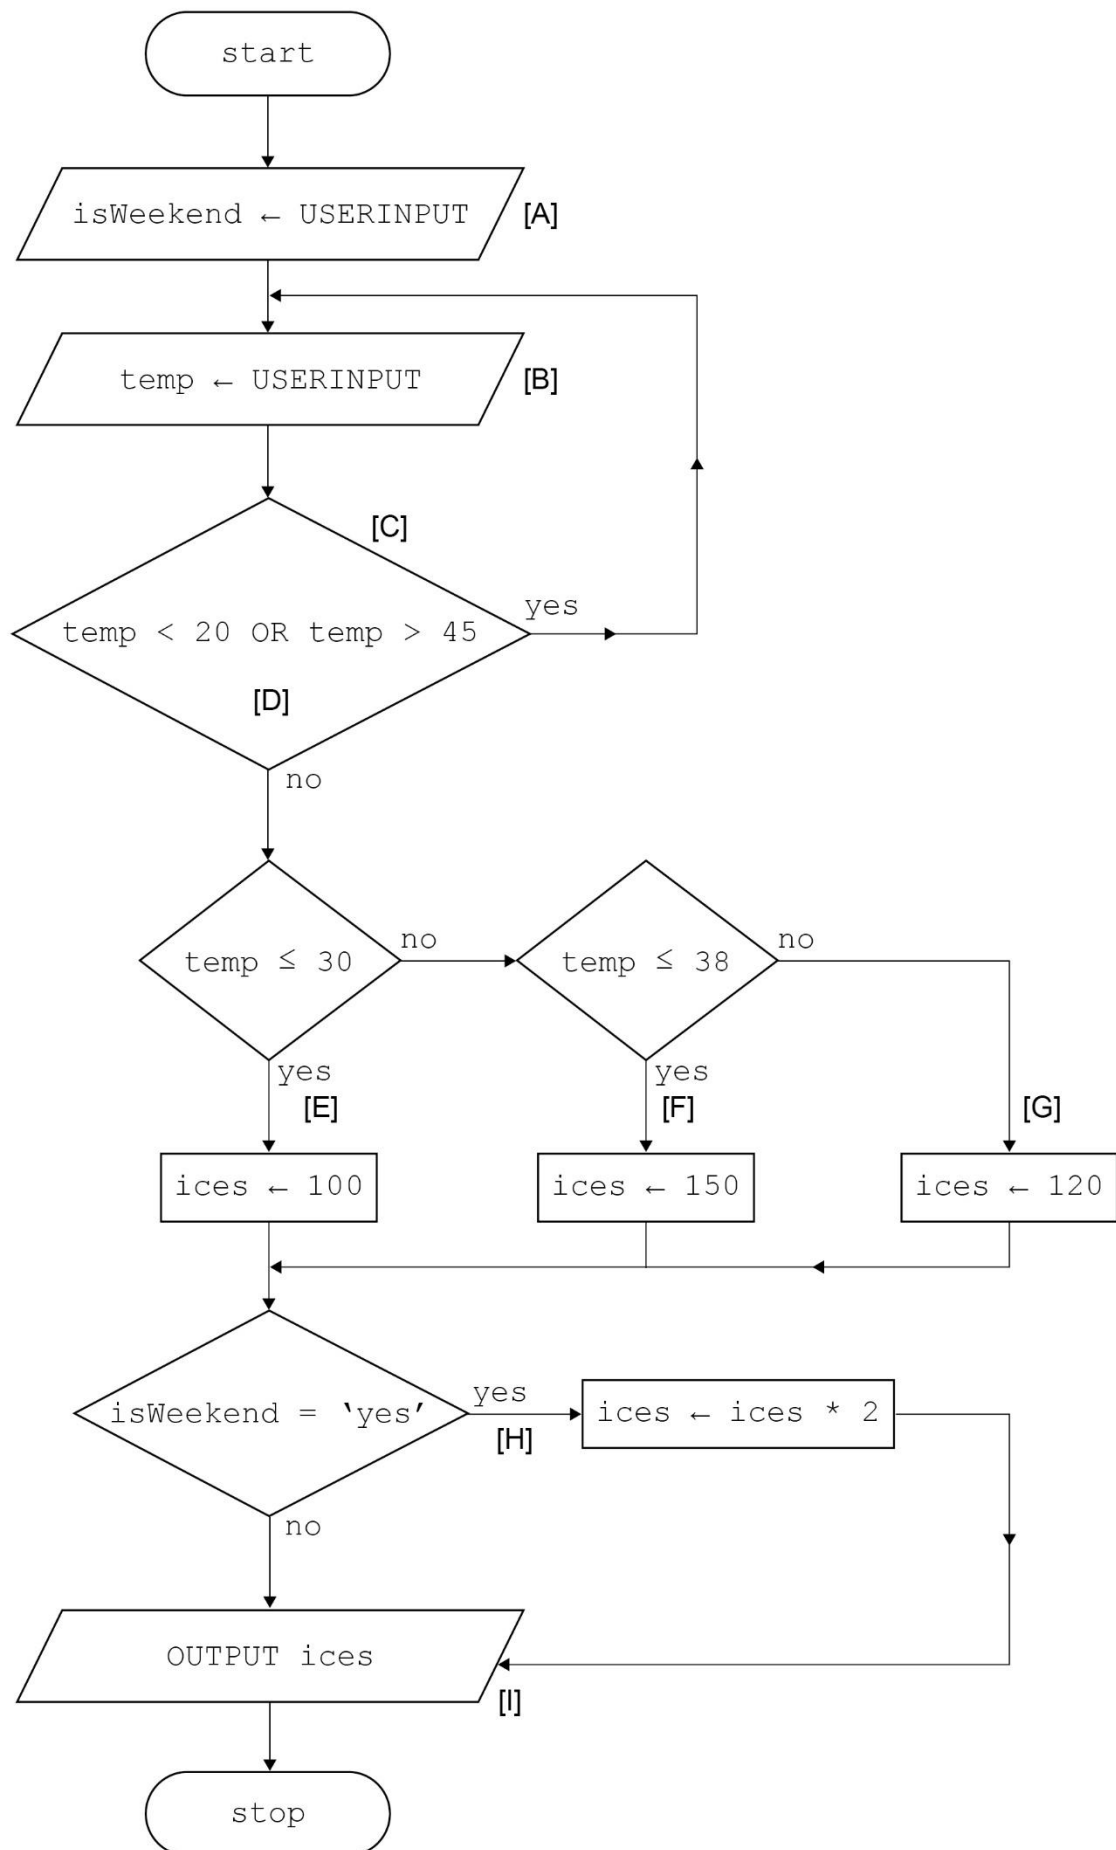 start
isWeekend ← USERINPUT [A]
temp ← USERINPUT [B]
[C]
temp < 20 OR temp > 45 yes
[D]
no
temp ≤ 30 no temp ≤ 38 no
yes yes
[E] [F] [G]
ices ← 100 ices ← 150 ices ← 120
isWeekend = ‘yes’ yes ices ← ices * 2
[H]
no
OUTPUT ices
[I]
stop